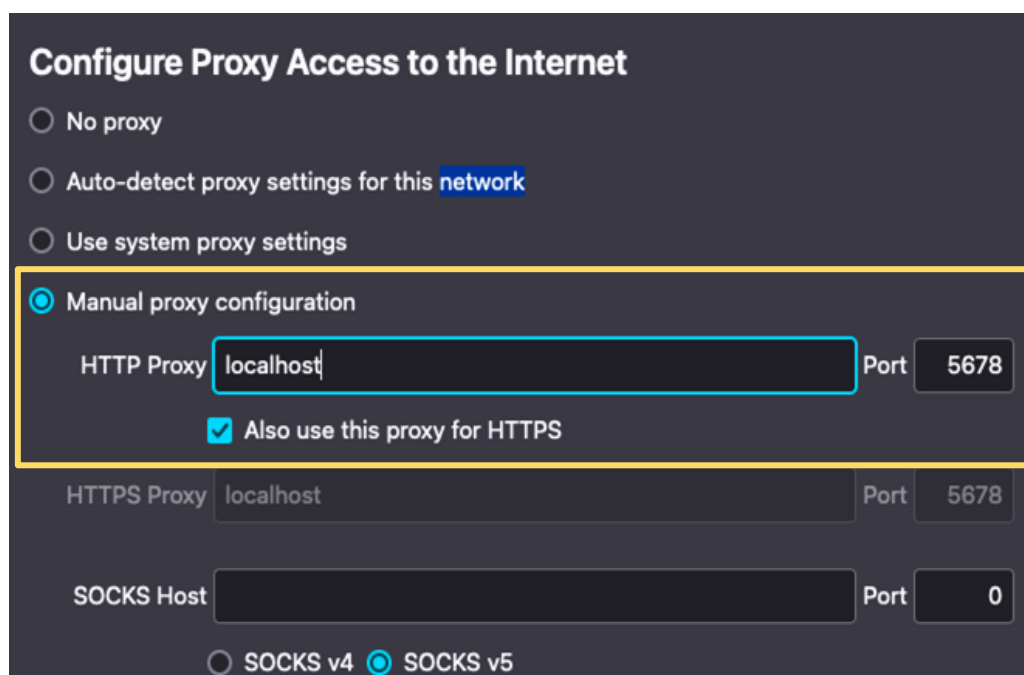 Configure Proxy Access to the Internet
No proxy
Auto-detect proxy settings for this network
Use system proxy settings
Manual proxy configuration
HTTP Proxy localhost Port 5678
Also use this proxy for HTTPS
HTTPS Proxy localhost Port 5678
SOCKS Host Port 0
SOCKS v4 SOCKS v5